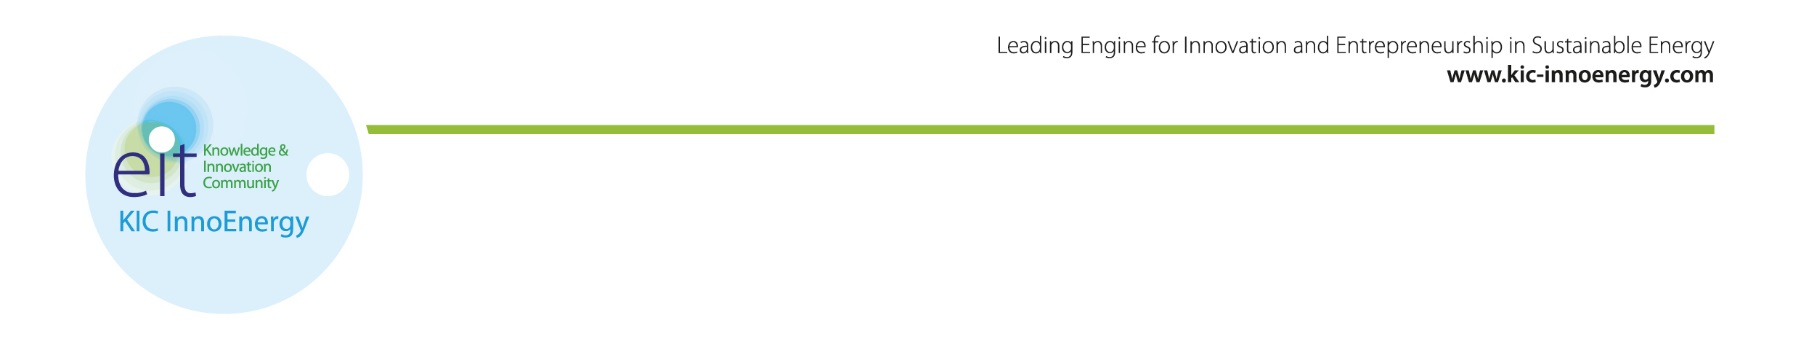 Leading Engine for Innovation and Entrepreneurship in Sustainable Energy
www.kic-innoenergy.com
eit
Knowledge &
Innovation
Community
KIC InnoEnergy